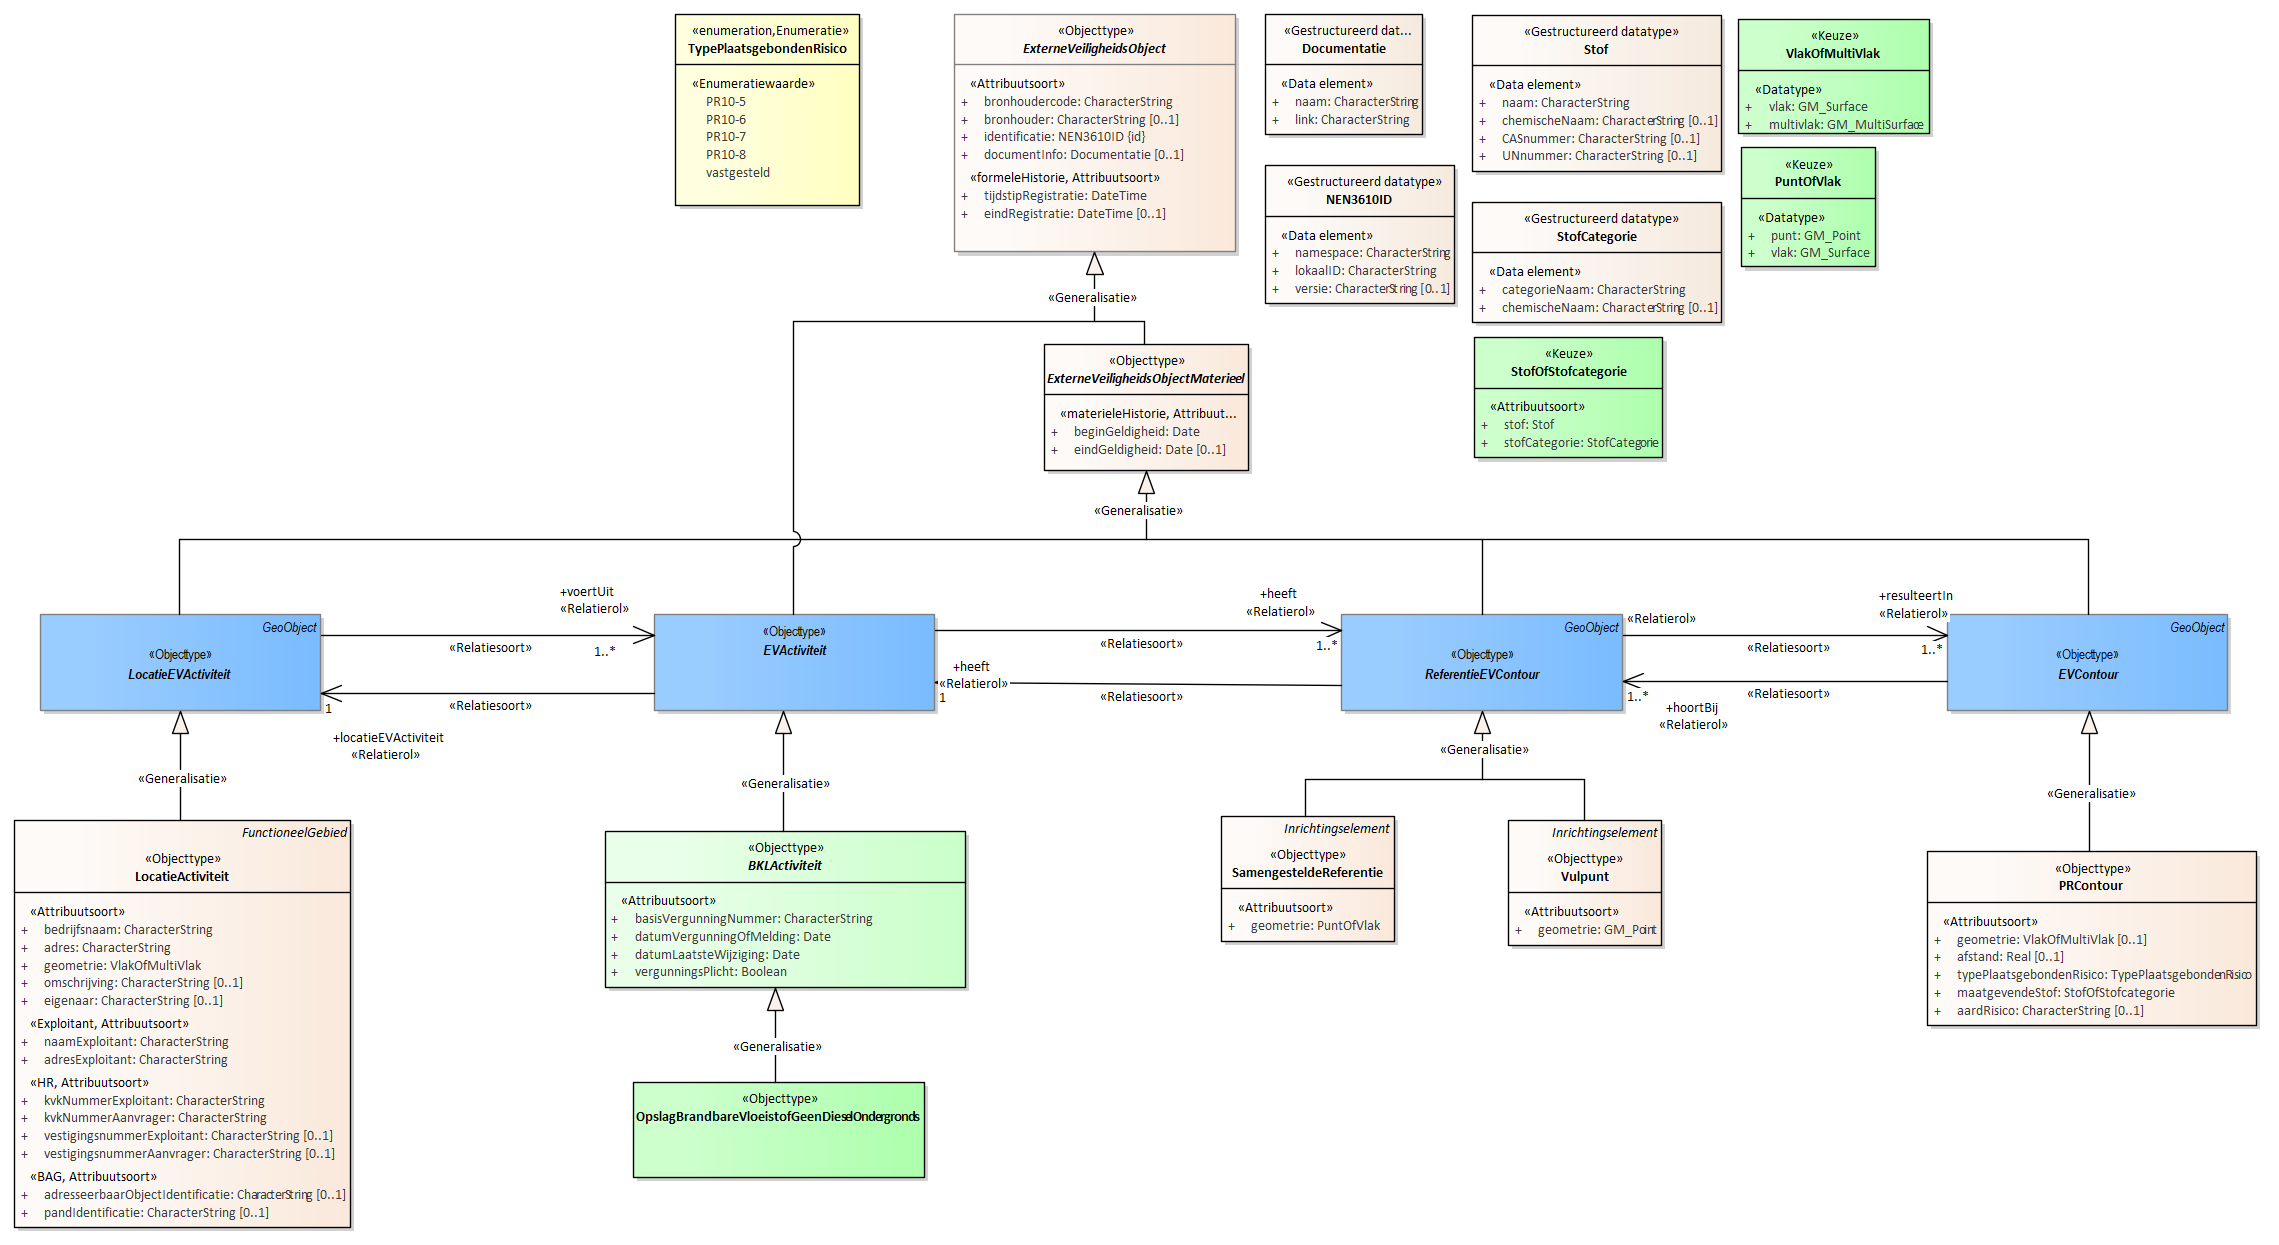 «enumeration,Enumeratie»
TypePlaatsgebondenRisico
«Enumeratiewaarde»
PR10-5
PR10-6
PR10-7
PR10-8
vastgesteld
«Objecttype»
ExterneVeiligheidsObject
«Attribuutsoort»
+ bronhoudercode: CharacterString
+ bronhouder: CharacterString [0..1]
+ identificatie: NEN3610ID {id}
+ documentInfo: Documentatie [0..1]
«formeleHistorie, Attribuutsoort»
+ tijdstipRegistratie: DateTime
+ eindRegistratie: DateTime [0..1]
«Gestructureerd dat...
Documentatie
«Data element»
+ naam: CharacterString
+ link: CharacterString
«Gestructureerd datatype»
NEN3610ID
«Data element»
+ namespace: CharacterString
+ lokaalID: CharacterString
+ versie: CharacterString [0..1]
«Gestructureerd datatype»
Stof
«Data element»
+ naam: CharacterString
+ chemischeNaam: CharacterString [0..1]
+ CASnummer: CharacterString [0..1]
+ UNnummer: CharacterString [0..1]
«Gestructureerd datatype»
StofCategorie
«Data element»
+ categorieNaam: CharacterString
+ chemischeNaam: CharacterString [0..1]
«Keuze»
StofOfStofcategorie
«Attribuutsoort»
+ stof: Stof
+ stofCategorie: StofCategorie
«Keuze»
VlakOfMultiVlak
«Datatype»
+ vlak: GM_Surface
+ multivlak: GM_MultiSurface
«Keuze»
PuntOfVlak
«Datatype»
+ punt: GM_Point
+ vlak: GM_Surface
«Generalisatie»
«Objecttype»
ExterneVeiligheidsObjectMaterieel
«materieleHistorie, Attribuut...
+ beginGeldigheid: Date
+ eindGeldigheid: Date [0..1]
«Generalisatie»
GeoObject
«Objecttype»
LocatieEVActiviteit
+voertUit
«Relatierol»
«Relatiesoort»
1..*
«Relatiesoort»
1
+locatieEVActiviteit
«Relatierol»
«Objecttype»
EVActiviteit
+heeft
«Relatierol»
«Relatiesoort»
1..*
+heeft
«Relatierol»
1
«Relatiesoort»
GeoObject
«Objecttype»
ReferentieEVContour
«Relatierol»
+resulteertIn
«Relatierol»
«Relatiesoort»
1..*
«Relatiesoort»
1..*
+hoortBij
«Relatierol»
GeoObject
«Objecttype»
EVContour
«Generalisatie»
«Generalisatie»
«Generalisatie»
«Generalisatie»
FunctioneelGebied
«Objecttype»
LocatieActiviteit
«Attribuutsoort»
+ bedrijfsnaam: CharacterString
+ adres: CharacterString
+ geometrie: VlakOfMultiVlak
+ omschrijving: CharacterString [0..1]
+ eigenaar: CharacterString [0..1]
«Exploitant, Attribuutsoort»
+ naamExploitant: CharacterString
+ adresExploitant: CharacterString
«HR, Attribuutsoort»
+ kvkNummerExploitant: CharacterString
+ kvkNummerAanvrager: CharacterString
+ vestigingsnummerExploitant: CharacterString [0..1]
+ vestigingsnummerAanvrager: CharacterString [0..1]
«BAG, Attribuutsoort»
+ adresseerbaarObjectIdentificatie: CharacterString [0..1]
+ pandIdentificatie: CharacterString [0..1]
«Objecttype»
BKLActiviteit
«Attribuutsoort»
+ basisVergunningNummer: CharacterString
+ datumVergunningOfMelding: Date
+ datumLaatsteWijziging: Date
+ vergunningsPlicht: Boolean
«Generalisatie»
«Objecttype»
OpslagBrandbareVloeistofGeenDieselOndergronds
Inrichtingselement
«Objecttype»
SamengesteldeReferentie
«Attribuutsoort»
+ geometrie: PuntOfVlak
Inrichtingselement
«Objecttype»
Vulpunt
«Attribuutsoort»
+ geometrie: GM_Point
«Objecttype»
PRContour
«Attribuutsoort»
+ geometrie: VlakOfMultiVlak [0..1]
+ afstand: Real [0..1]
+ typePlaatsgebondenRisico: TypePlaatsgebondenRisico
+ maatgevendeStof: StofOfStofcategorie
+ aardRisico: CharacterString [0..1]